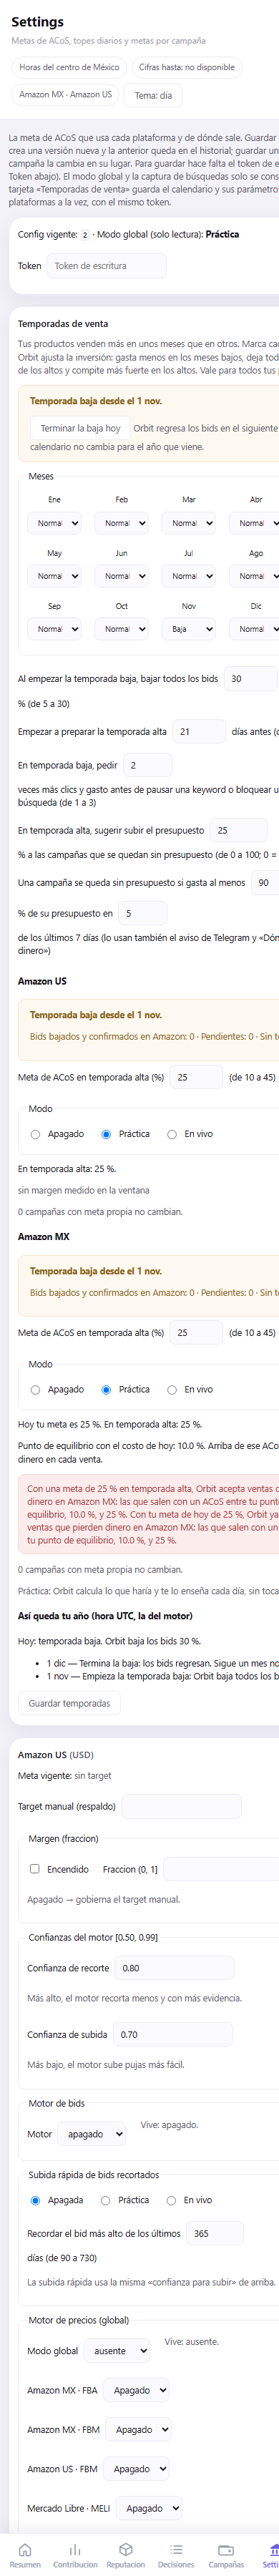 Settings
Metas de ACoS, topes diarios y metas por campaña
Horas del centro de México
Cifras hasta: no disponible
Amazon MX · Amazon US
Tema: dia
La meta de ACoS que usa cada plataforma y de dónde sale. Guardar
crea una versión nueva y la anterior queda en el historial; guardar un
campaña la cambia en su lugar. Para guardar hace falta el token de e
Token abajo). El modo global y la captura de búsquedas solo se cons
tarjeta «Temporadas de venta» guarda el calendario y sus parámetros
plataformas a la vez, con el mismo token.
Config vigente: 2 · Modo global (solo lectura): Práctica
Token Token de escritura
Temporadas de venta
Tus productos venden más en unos meses que en otros. Marca cad
Orbit ajusta la inversión: gasta menos en los meses bajos, deja tod
de los altos y compite más fuerte en los altos. Vale para todos tus
Temporada baja desde el 1 nov.
Terminar la baja hoy Orbit regresa los bids en el siguiente
calendario no cambia para el año que viene.
Meses
Ene Feb Mar Abr
Normal Normal Normal Normal
May Jun Jul Ago
Normal Normal Normal Normal
Sep Oct Nov Dic
Normal Normal Baja Normal
Al empezar la temporada baja, bajar todos los bids 30
% (de 5 a 30)
Empezar a preparar la temporada alta 21 días antes (
En temporada baja, pedir 2
veces más clics y gasto antes de pausar una keyword o bloquear u
búsqueda (de 1 a 3)
En temporada alta, sugerir subir el presupuesto 25
% a las campañas que se quedan sin presupuesto (de 0 a 100; 0 =
Una campaña se queda sin presupuesto si gasta al menos 90
% de su presupuesto en 5
de los últimos 7 días (lo usan también el aviso de Telegram y «Dón
dinero»)
Amazon US
Temporada baja desde el 1 nov.
Bids bajados y confirmados en Amazon: 0 · Pendientes: 0 · Sin t
Meta de ACoS en temporada alta (%) 25 (de 10 a 45)
Modo
Apagado Práctica En vivo
En temporada alta: 25 %.
sin margen medido en la ventana
0 campañas con meta propia no cambian.
Amazon MX
Temporada baja desde el 1 nov.
Bids bajados y confirmados en Amazon: 0 · Pendientes: 0 · Sin t
Meta de ACoS en temporada alta (%) 25 (de 10 a 45)
Modo
Apagado Práctica En vivo
Hoy tu meta es 25 %. En temporada alta: 25 %.
Punto de equilibrio con el costo de hoy: 10.0 %. Arriba de ese ACo
dinero en cada venta.
Con una meta de 25 % en temporada alta, Orbit acepta ventas
dinero en Amazon MX: las que salen con un ACoS entre tu punto
equilibrio, 10.0 %, y 25 %. Con tu meta de hoy de 25 %, Orbit ya
ventas que pierden dinero en Amazon MX: las que salen con un
tu punto de equilibrio, 10.0 %, y 25 %.
0 campañas con meta propia no cambian.
Práctica: Orbit calcula lo que haría y te lo enseña cada día, sin toca
Así queda tu año (hora UTC, la del motor)
Hoy: temporada baja. Orbit baja los bids 30 %.
• 1 dic — Termina la baja: los bids regresan. Sigue un mes no
• 1 nov — Empieza la temporada baja: Orbit baja todos los b
Guardar temporadas
Amazon US (USD)
Meta vigente: sin target
Target manual (respaldo)
Margen (fraccion)
Encendido Fraccion (0, 1]
Apagado → gobierna el target manual.
Confianzas del motor [0.50, 0.99]
Confianza de recorte 0.80
Más alto, el motor recorta menos y con más evidencia.
Confianza de subida 0.70
Más bajo, el motor sube pujas más fácil.
Motor de bids
Motor apagado Vive: apagado.
Subida rápida de bids recortados
Apagada Práctica En vivo
Recordar el bid más alto de los últimos 365
días (de 90 a 730)
La subida rápida usa la misma «confianza para subir» de arriba.
Motor de precios (global)
Modo global ausente Vive: ausente.
Amazon MX · FBA Apagado
Amazon MX · FBM Apagado
Amazon US · FBM Apagado
Mercado Libre · MELI Apagado
Resumen Contribucion Reputacion Decisiones Campañas Setti